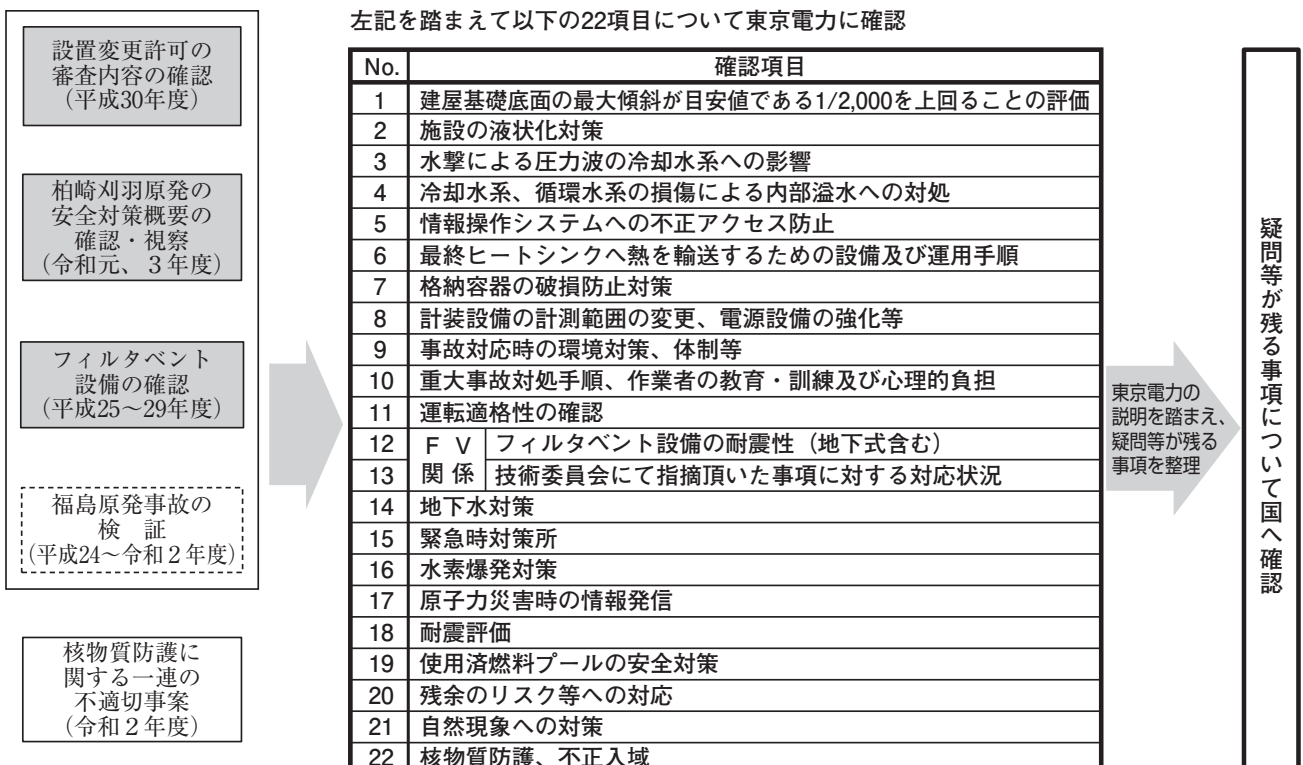 左記を踏まえて以下の22項目について東京電力に確認
設置変更許可の
審査内容の確認
(平成30年度)
柏崎刈羽原発の
安全対策概要の
確認・視察
(令和元、3年度)
フィルタベント
設備の確認
(平成25~29年度)
福島原発事故の
検 証
(平成24~令和2年度)
核物質防護に
関する一連の
不適切事案
(令和2年度)
No. 確認項目
1 建屋基礎底面の最大傾斜が目安値である1/2,000を上回ることの評価
2 施設の液状化対策
3 水撃による圧力波の冷却水系への影響
4 冷却水系、循環水系の損傷による内部溢水への対処
5 情報操作システムへの不正アクセス防止
6 最終ヒートシンクへ熱を輸送するための設備及び運用手順
7 格納容器の破損防止対策
8 計装設備の計測範囲の変更、電源設備の強化等
9 事故対応時の環境対策、体制等
10 重大事故対処手順、作業者の教育・訓練及び心理的負担
11 運転適格性の確認
12 FV フィルタベント設備の耐震性(地下式含む)
13 関係 技術委員会にて指摘頂いた事項に対する対応状況
14 地下水対策
15 緊急時対策所
16 水素爆発対策
17 原子力災害時の情報発信
18 耐震評価
19 使用済燃料プールの安全対策
20 残余のリスク等への対応
21 自然現象への対策
22 核物質防護、不正入域
東京電力の
説明を踏まえ、
疑問等が残る
事項を整理
疑問等が残る事項について国へ確認